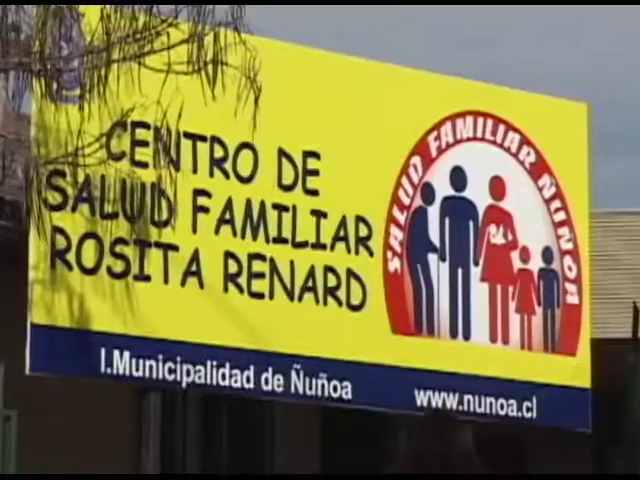 CENTRO DE
SALUD FAMILIAR
ROSITA RENARD
SALUD FAMILIAR ÑUÑOA
I.Municipalidad de Ñuñoa
www.nunoa.cl